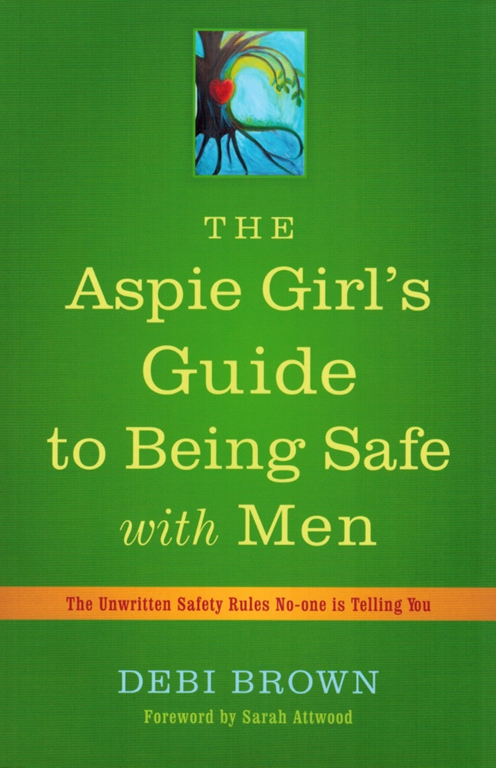 THE
Aspie Girl's
Guide
to Being Safe
with Men
The Unwritten Safety Rules No-one is Telling You
DEBI BROWN
Foreword by Sarah Attwood